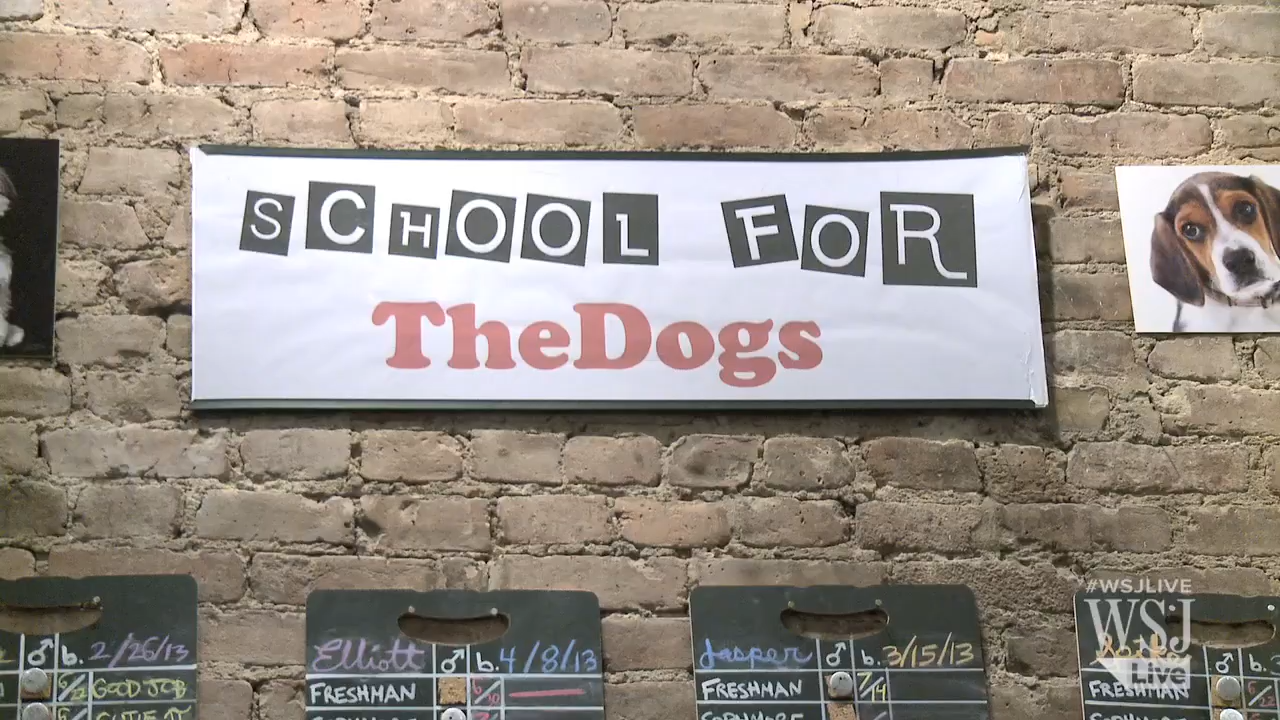 SCHOOL FOR
TheDogs
#WSJLIVE
WSJ
Live
b. 2/26/13
GOOD JOB
Elliott ♂ b. 4/8/13
FRESHMAN
Jasper ♂ b. 3/15/13
FRESHMAN 7/4
FRESHMAN